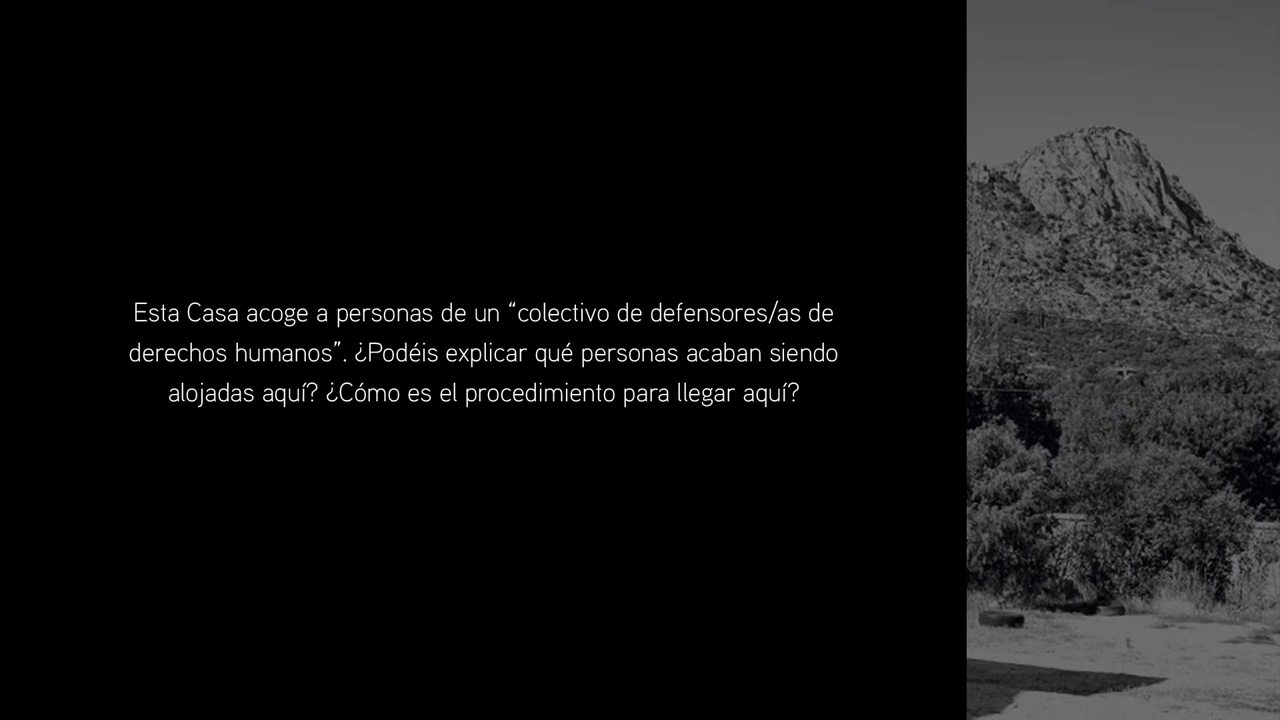 Esta Casa acoge a personas de un “colectivo de defensores/as de
derechos humanos”. ¿Podéis explicar qué personas acaban siendo
alojadas aquí? ¿Cómo es el procedimiento para llegar aquí?